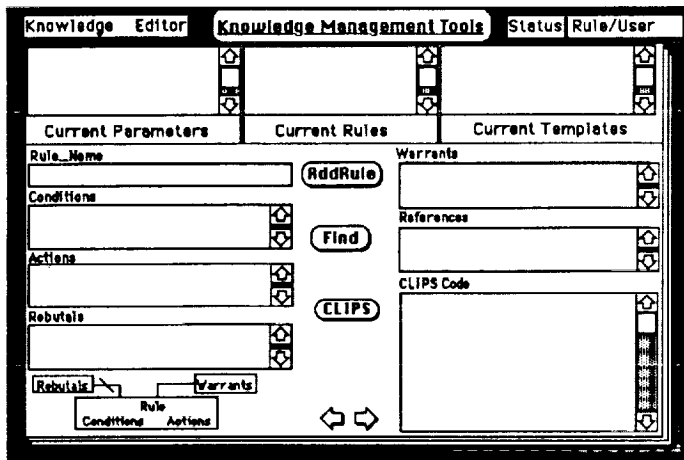 Knowledge Editor
Knowledge Management Tools
Status Rule/User
Current Parameters
Current Rules
Current Templates
Rule_Name
AddRule
Warrants
Conditions
References
Find
Actions
CLIPS Code
CLIPS
Rebutals
Rebutals
Warrants
Rule
Conditions Actions